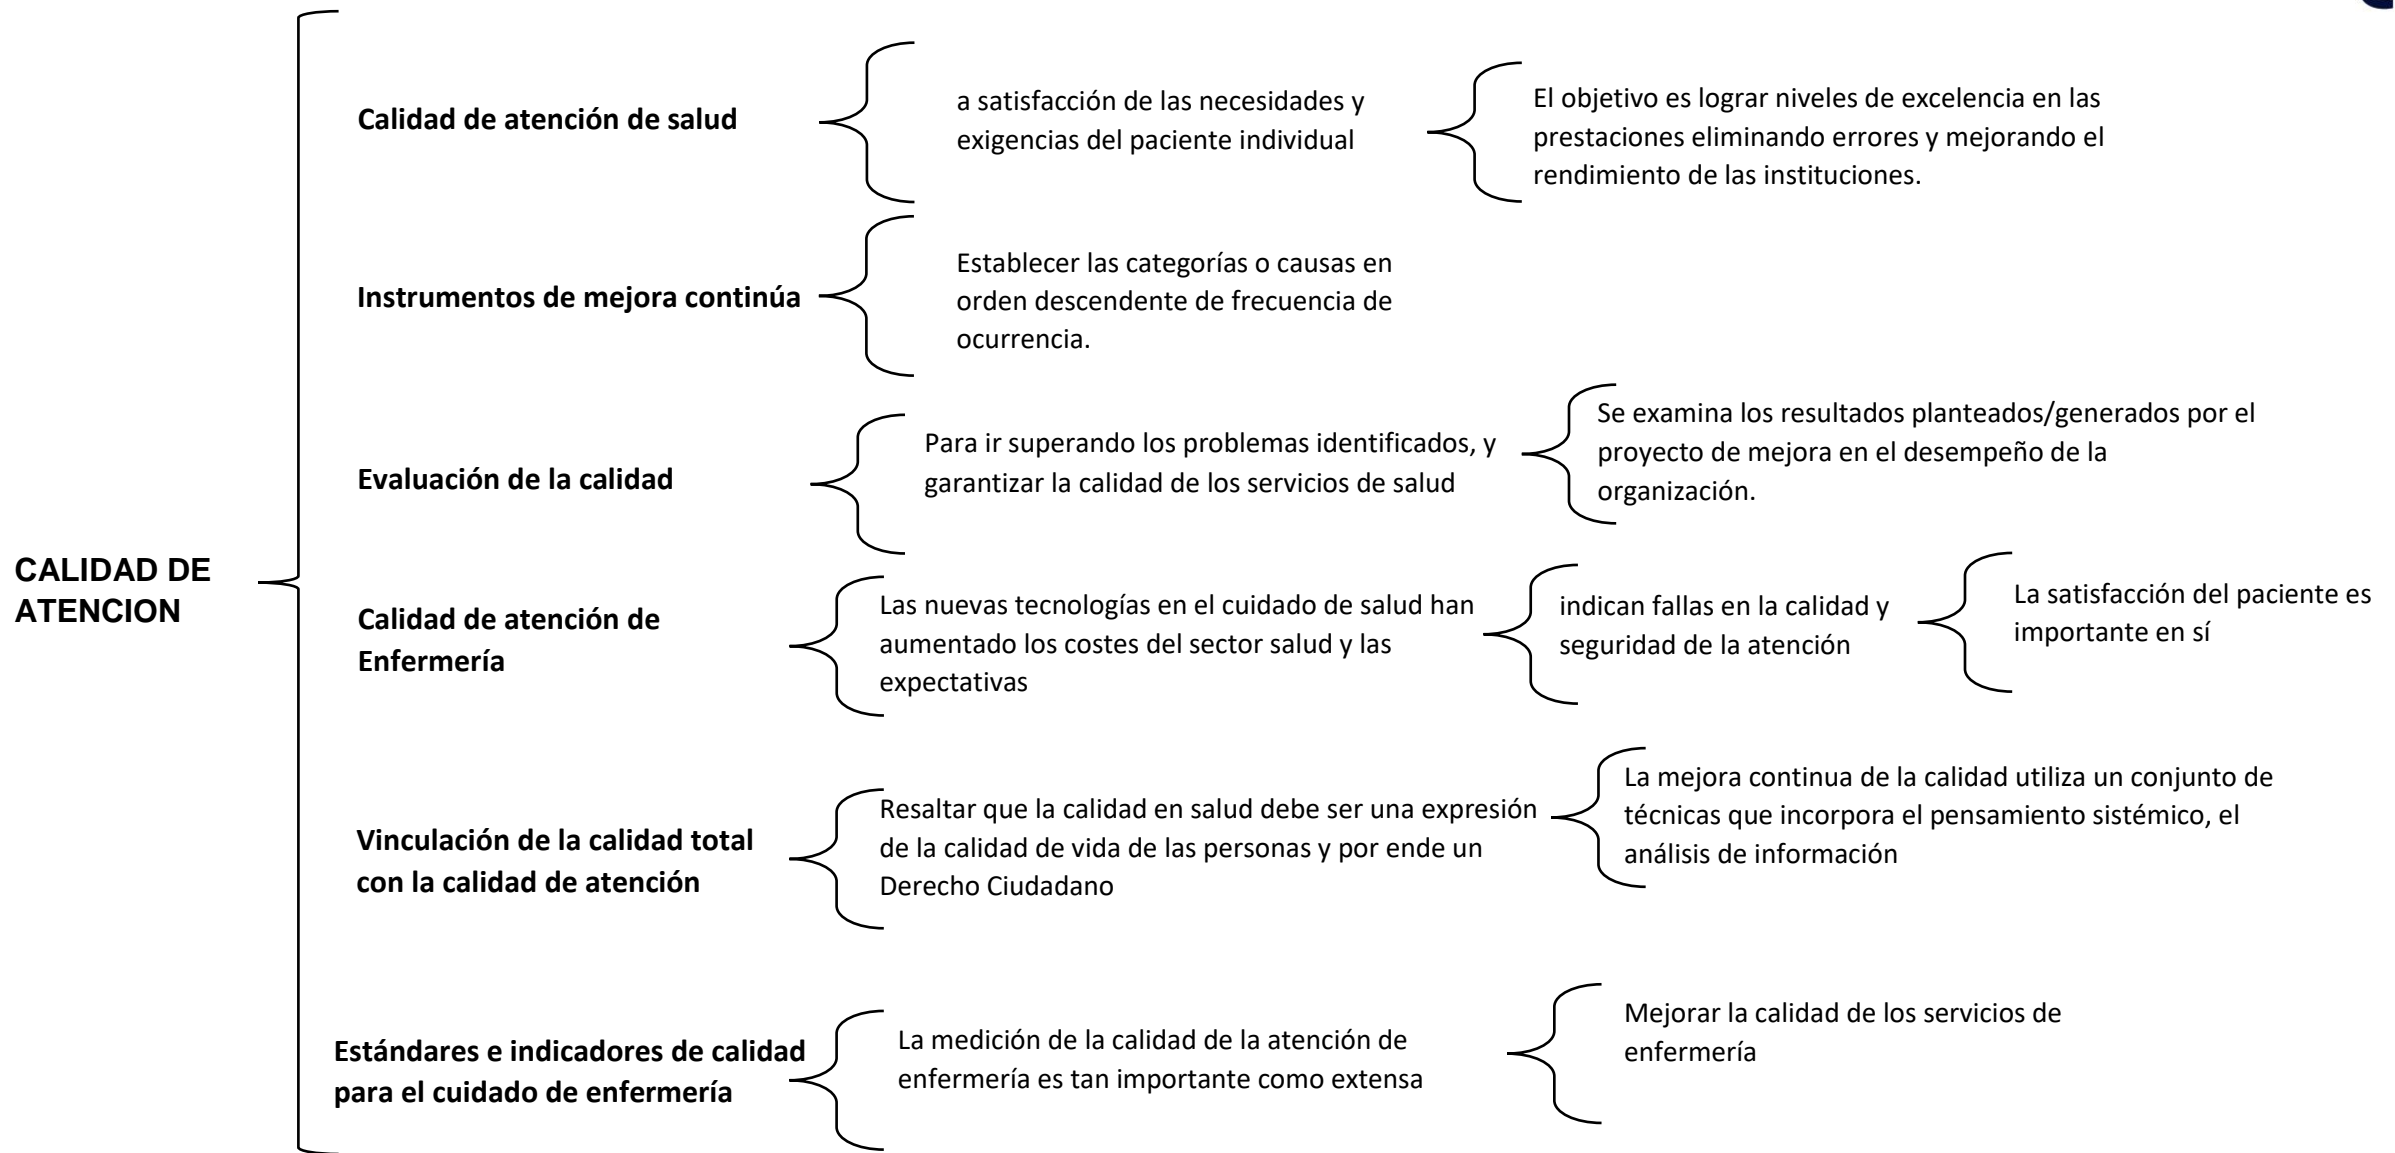 CALIDAD DE
ATENCION
Calidad de atención de salud
a satisfacción de las necesidades y
exigencias del paciente individual
El objetivo es lograr niveles de excelencia en las
prestaciones eliminando errores y mejorando el
rendimiento de las instituciones.
Instrumentos de mejora continúa
Establecer las categorías o causas en
orden descendente de frecuencia de
ocurrencia.
Evaluación de la calidad
Para ir superando los problemas identificados, y
garantizar la calidad de los servicios de salud
Se examina los resultados planteados/generados por el
proyecto de mejora en el desempeño de la
organización.
Calidad de atención de
Enfermería
Las nuevas tecnologías en el cuidado de salud han
aumentado los costes del sector salud y las
expectativas
indican fallas en la calidad y
seguridad de la atención
La satisfacción del paciente es
importante en sí
Vinculación de la calidad total
con la calidad de atención
Resaltar que la calidad en salud debe ser una expresión
de la calidad de vida de las personas y por ende un
Derecho Ciudadano
La mejora continua de la calidad utiliza un conjunto de
técnicas que incorpora el pensamiento sistémico, el
análisis de información
Estándares e indicadores de calidad
para el cuidado de enfermería
La medición de la calidad de la atención de
enfermería es tan importante como extensa
Mejorar la calidad de los servicios de
enfermería